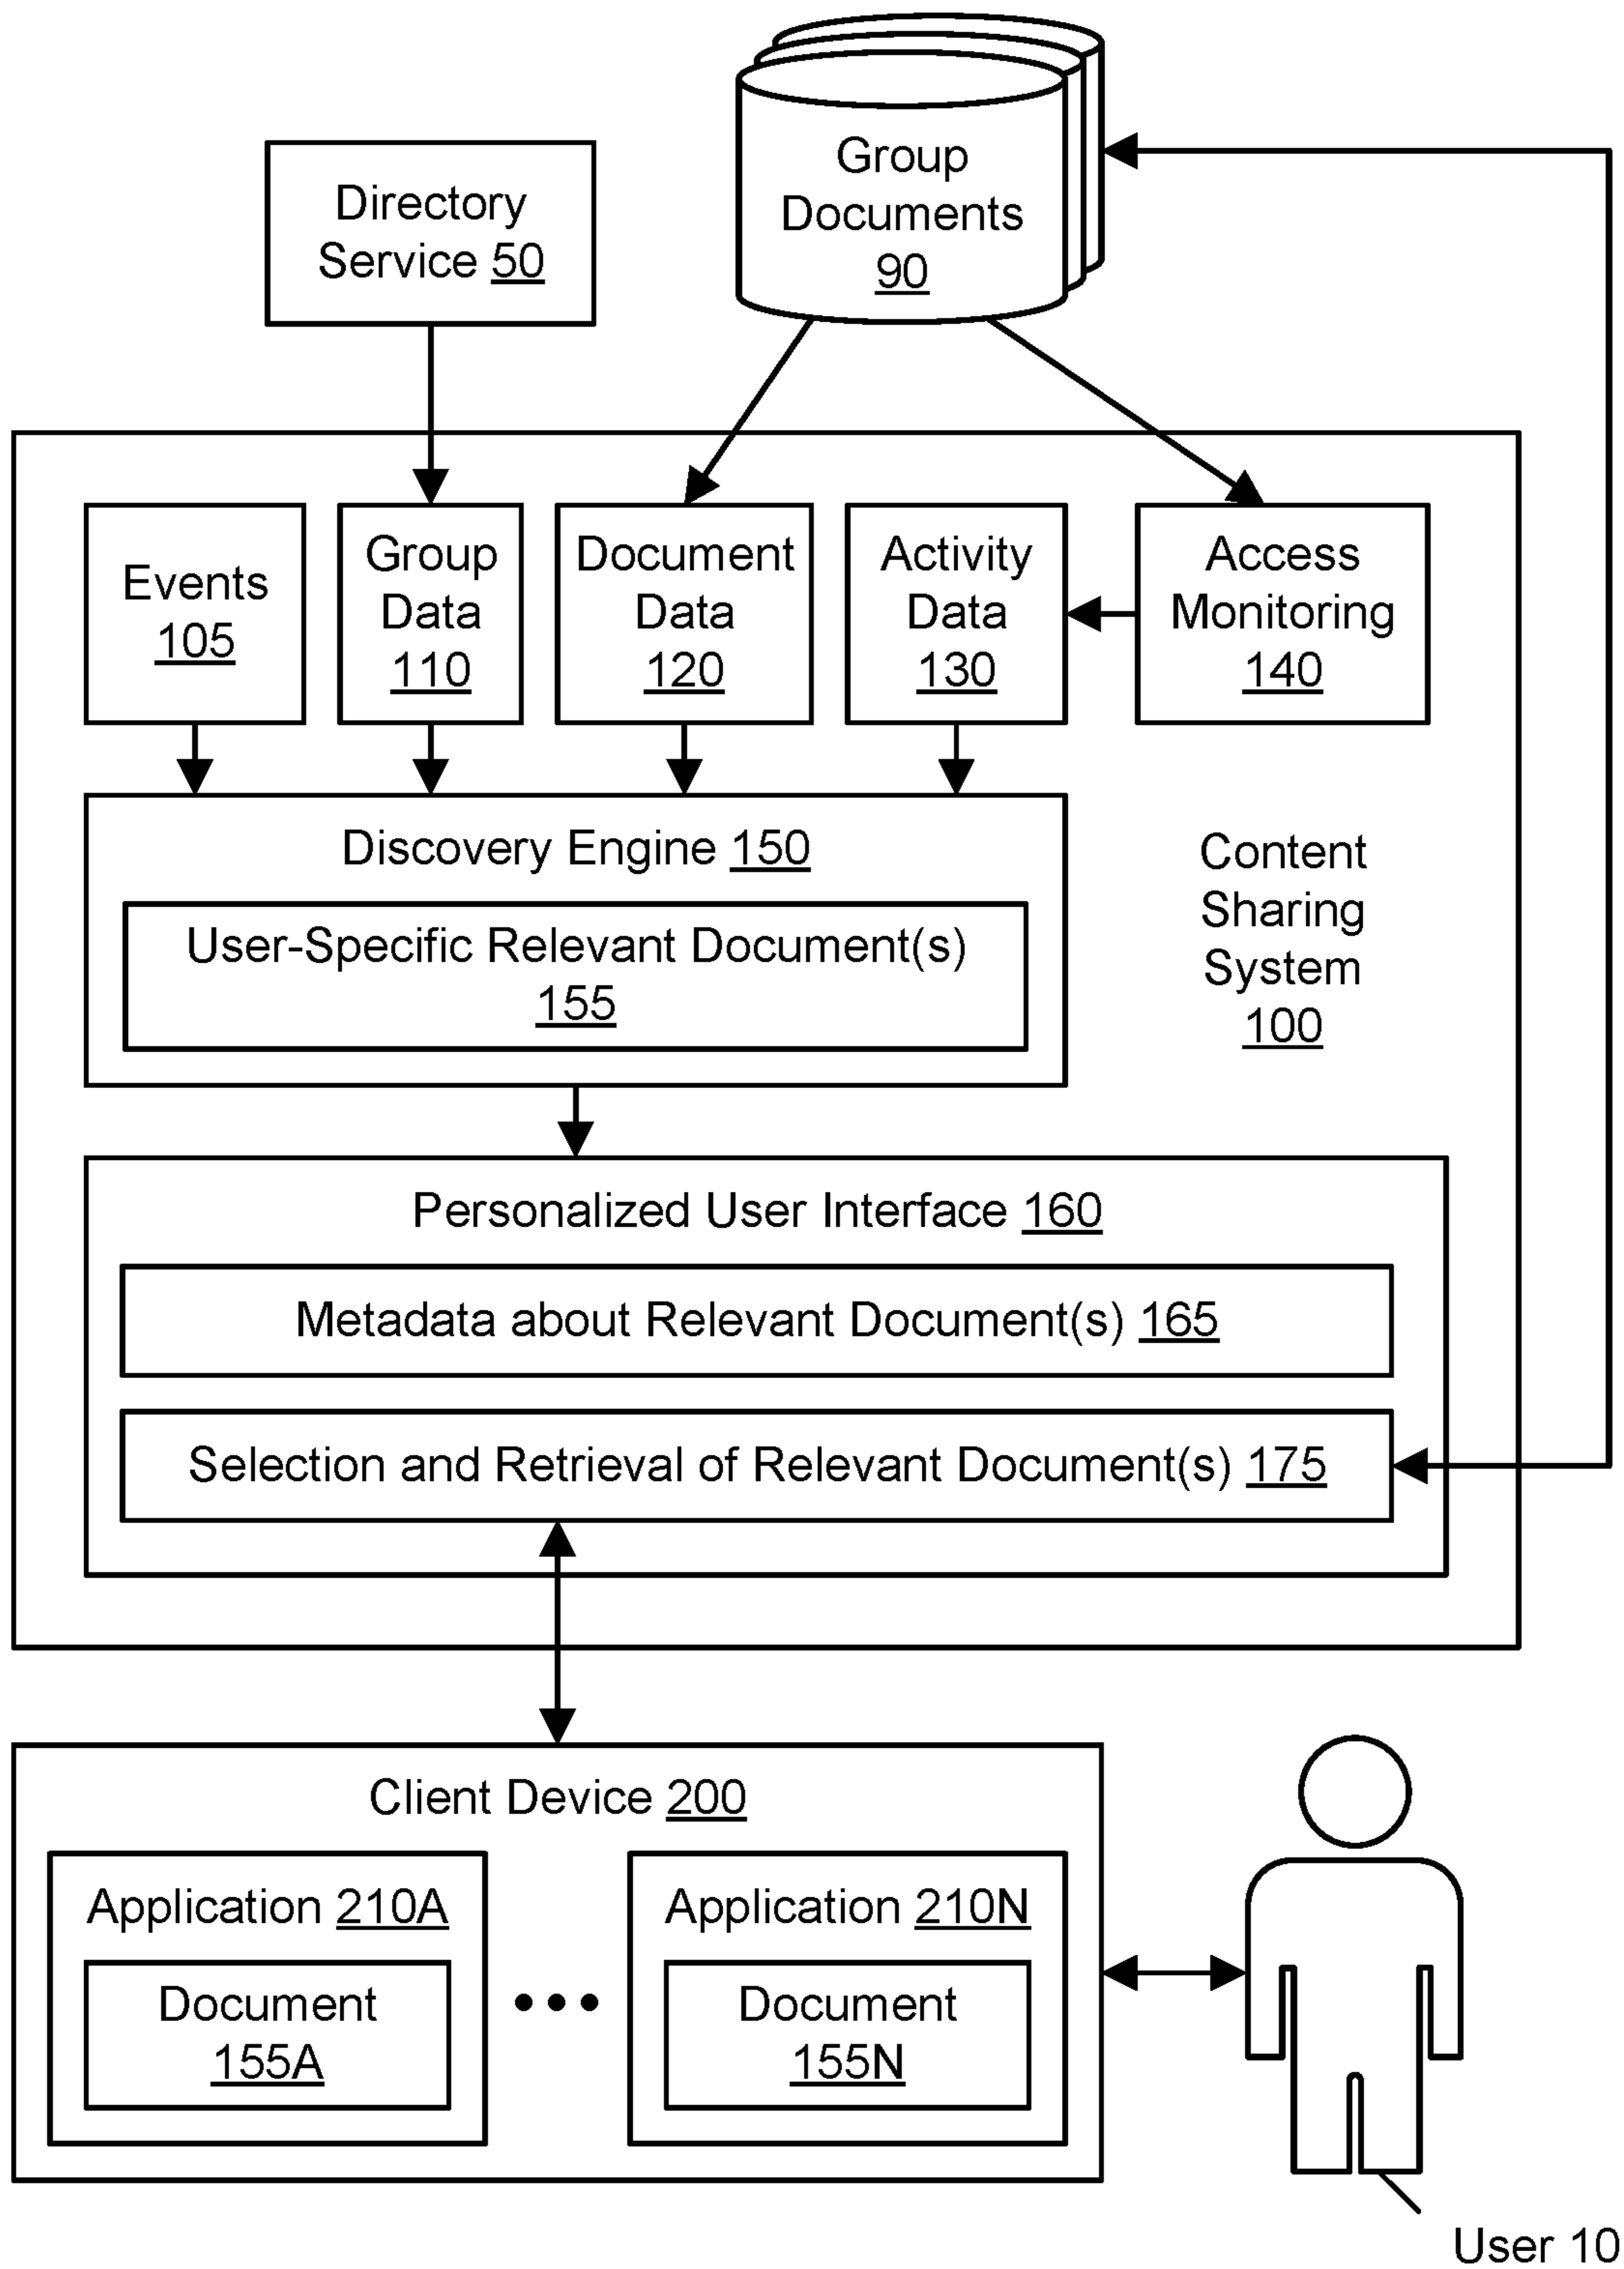 Group
Documents
90
Directory
Service 50
Events
105
Group
Data
110
Document
Data
120
Activity
Data
130
Access
Monitoring
140
Discovery Engine 150
User-Specific Relevant Document(s)
155
Content
Sharing
System
100
Personalized User Interface 160
Metadata about Relevant Document(s) 165
Selection and Retrieval of Relevant Document(s) 175
Client Device 200
Application 210A
Document
155A
Application 210N
Document
155N
User 10